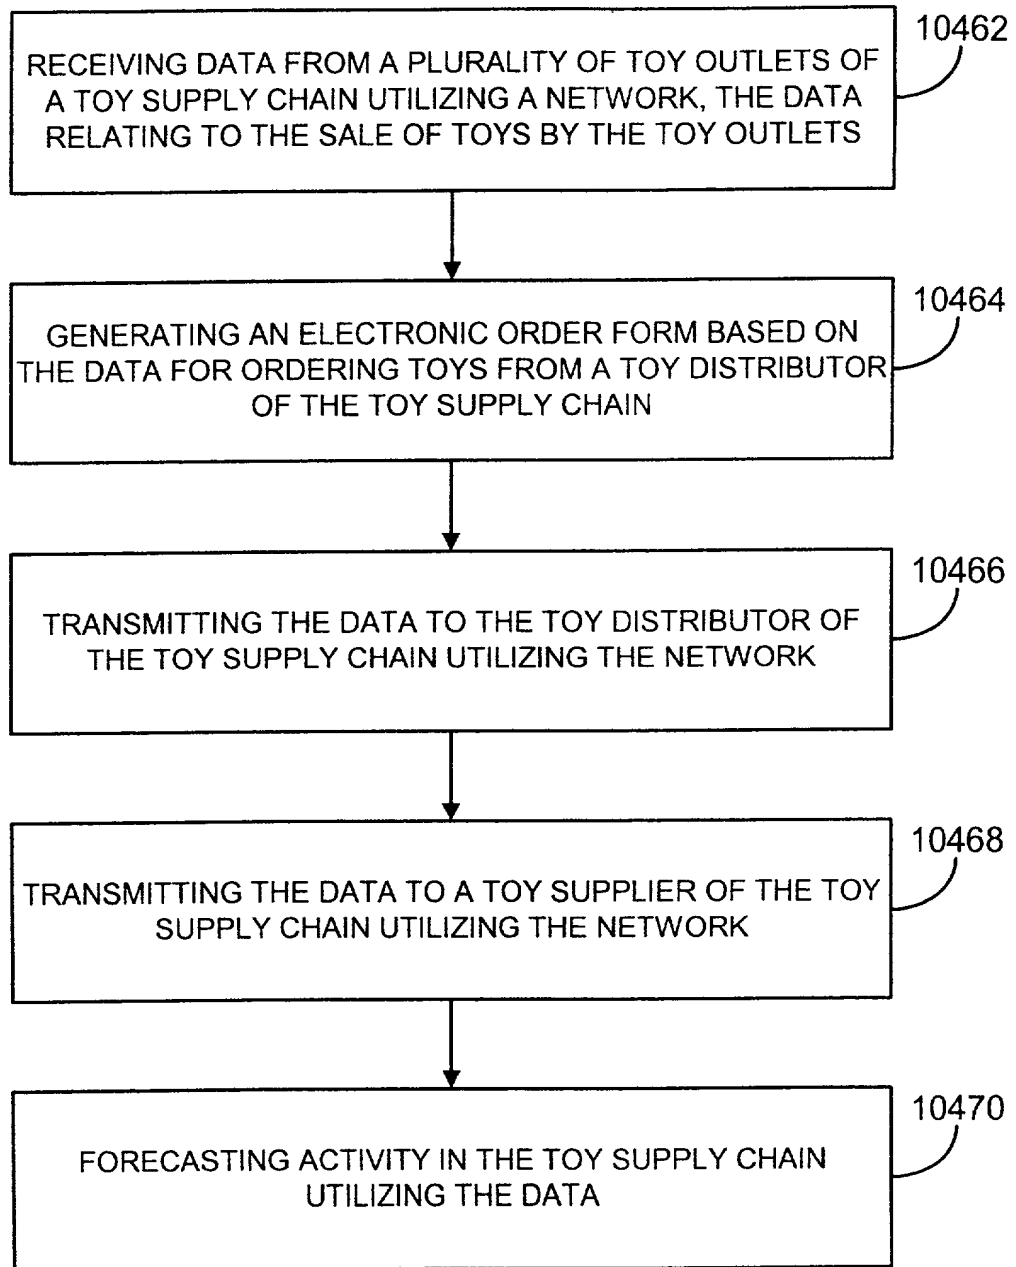 10462
RECEIVING DATA FROM A PLURALITY OF TOY OUTLETS OF
A TOY SUPPLY CHAIN UTILIZING A NETWORK, THE DATA
RELATING TO THE SALE OF TOYS BY THE TOY OUTLETS
10464
GENERATING AN ELECTRONIC ORDER FORM BASED ON
THE DATA FOR ORDERING TOYS FROM A TOY DISTRIBUTOR
OF THE TOY SUPPLY CHAIN
10466
TRANSMITTING THE DATA TO THE TOY DISTRIBUTOR OF
THE TOY SUPPLY CHAIN UTILIZING THE NETWORK
10468
TRANSMITTING THE DATA TO A TOY SUPPLIER OF THE TOY
SUPPLY CHAIN UTILIZING THE NETWORK
10470
FORECASTING ACTIVITY IN THE TOY SUPPLY CHAIN
UTILIZING THE DATA